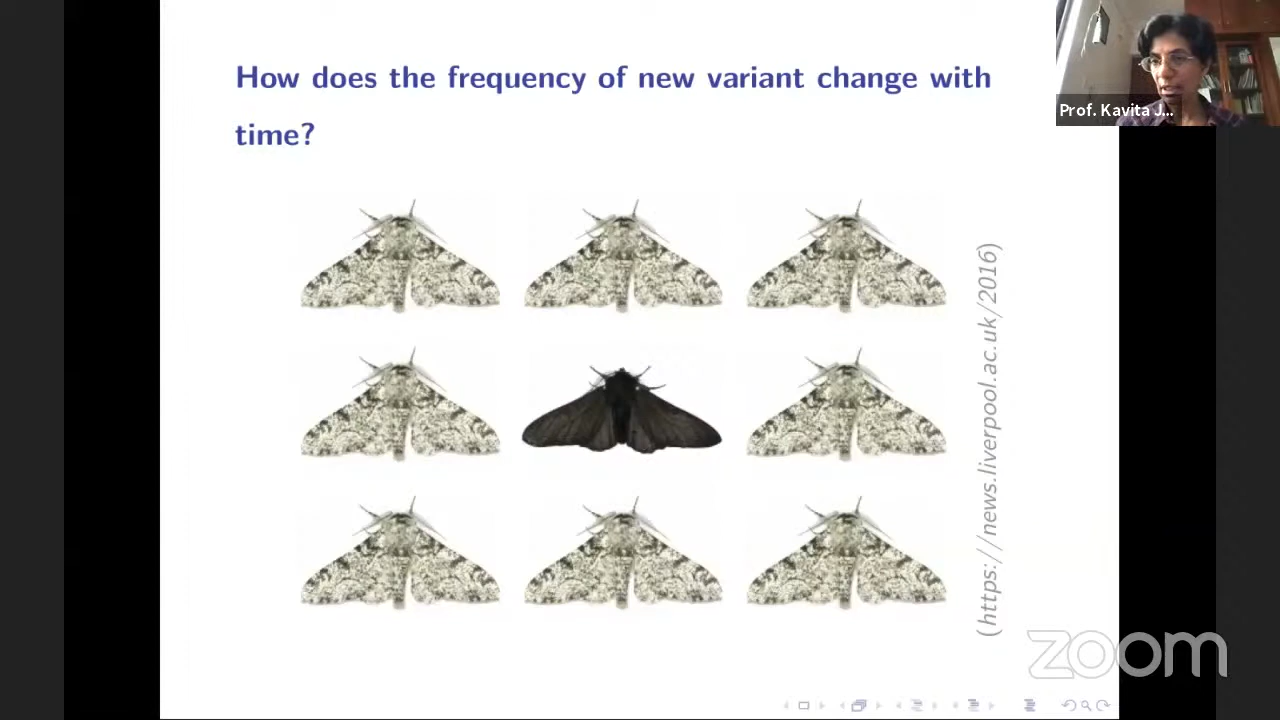 How does the frequency of new variant change with
time?
Prof. Kavita J...
(https://news.liverpool.ac.uk/2016)
zoom